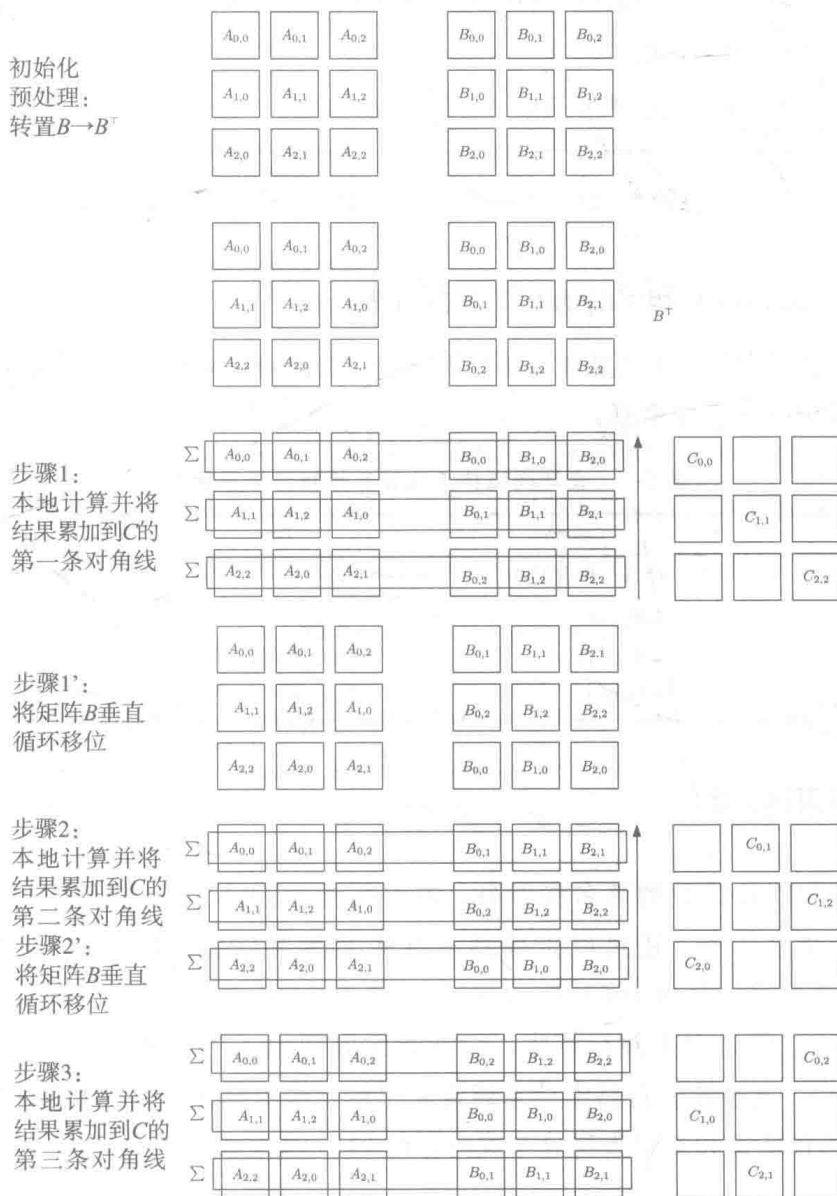 A0,0 A0,1 A0,2 B0,0 B0,1 B0,2
初始化
预处理：
转置B→B⊤
A1,0 A1,1 A1,2 B1,0 B1,1 B1,2
A2,0 A2,1 A2,2 B2,0 B2,1 B2,2
A0,0 A0,1 A0,2 B0,0 B1,0 B2,0
A1,1 A1,2 A1,0 B0,1 B1,1 B2,1
B⊤
A2,2 A2,0 A2,1 B0,2 B1,2 B2,2
步骤1：
本地计算并将
结果累加到C的
第一条对角线
Σ A0,0 A0,1 A0,2 B0,0 B1,0 B2,0 C0,0
Σ A1,1 A1,2 A1,0 B0,1 B1,1 B2,1 C1,1
Σ A2,2 A2,0 A2,1 B0,2 B1,2 B2,2 C2,2
步骤1’：
将矩阵B垂直
循环移位
A0,0 A0,1 A0,2 B0,1 B1,1 B2,1
A1,1 A1,2 A1,0 B0,2 B1,2 B2,2
A2,2 A2,0 A2,1 B0,0 B1,0 B2,0
步骤2：
本地计算并将
结果累加到C的
第二条对角线
步骤2’：
将矩阵B垂直
循环移位
Σ A0,0 A0,1 A0,2 B0,1 B1,1 B2,1 C0,1
Σ A1,1 A1,2 A1,0 B0,2 B1,2 B2,2 C1,2
Σ A2,2 A2,0 A2,1 B0,0 B1,0 B2,0 C2,0
步骤3：
本地计算并将
结果累加到C的
第三条对角线
Σ A0,0 A0,1 A0,2 B0,2 B1,2 B2,2 C0,2
Σ A1,1 A1,2 A1,0 B0,0 B1,0 B2,0 C1,0
Σ A2,2 A2,0 A2,1 B0,1 B1,1 B2,1 C2,1